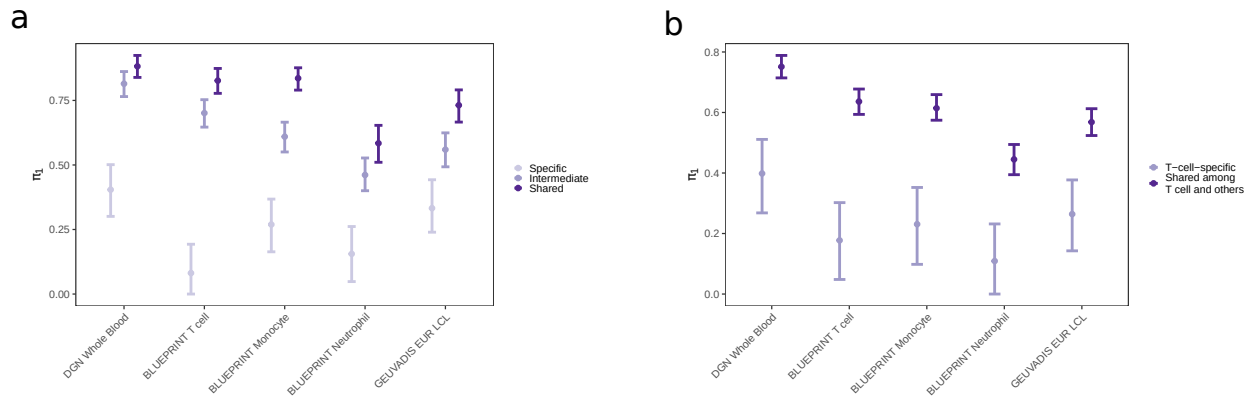 a
0.75
0.50
0.25
0.00
π1
DGN Whole Blood
BLUEPRINT T cell
BLUEPRINT Monocyte
BLUEPRINT Neutrophil
GEUVADIS EUR LCL
Specific
Intermediate
Shared
b
0.8
0.6
0.4
0.2
0.0
π1
DGN Whole Blood
BLUEPRINT T cell
BLUEPRINT Monocyte
BLUEPRINT Neutrophil
GEUVADIS EUR LCL
T−cell−specific
Shared among
T cell and others